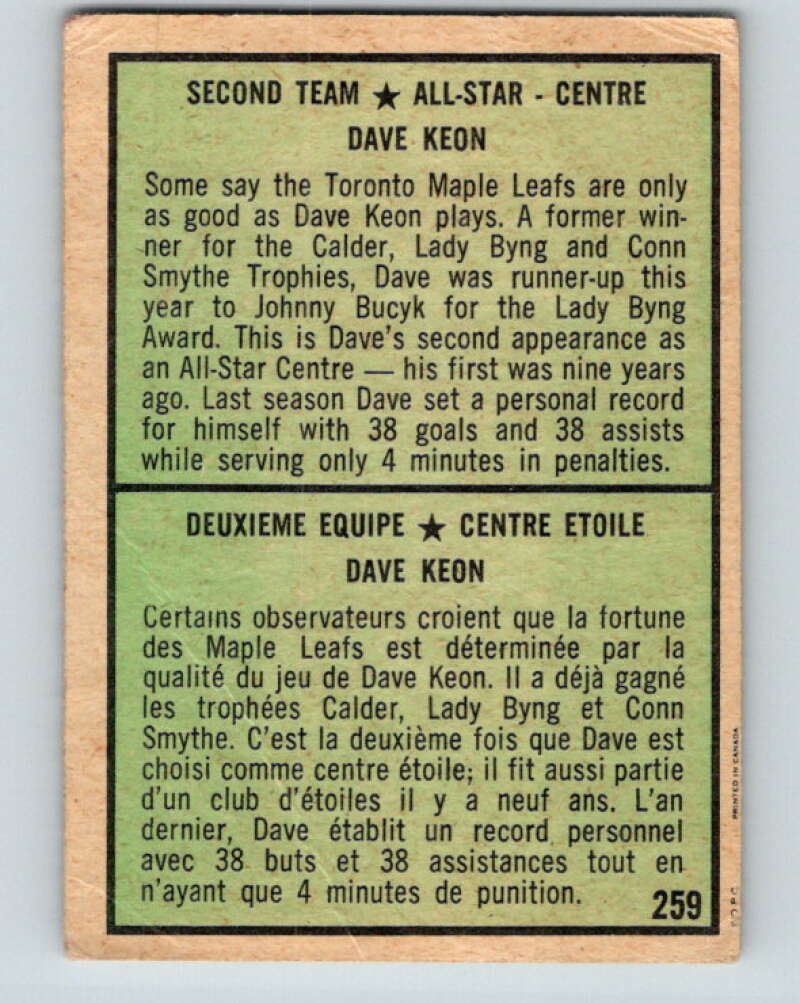 SECOND TEAM ★ ALL-STAR - CENTRE
DAVE KEON
Some say the Toronto Maple Leafs are only
as good as Dave Keon plays. A former win-
ner for the Calder, Lady Byng and Conn
Smythe Trophies, Dave was runner-up this
year to Johnny Bucyk for the Lady Byng
Award. This is Dave's second appearance as
an All-Star Centre — his first was nine years
ago. Last season Dave set a personal record
for himself with 38 goals and 38 assists
while serving only 4 minutes in penalties.
DEUXIEME EQUIPE ★ CENTRE ETOILE
DAVE KEON
Certains observateurs croient que la fortune
des Maple Leafs est déterminée par la
qualité du jeu de Dave Keon. Il a déjà gagné
les trophées Calder, Lady Byng et Conn
Smythe. C'est la deuxième fois que Dave est
choisi comme centre étoile; il fit aussi partie
d'un club d'étoiles il y a neuf ans. L'an
dernier, Dave établit un record personnel
avec 38 buts et 38 assistances tout en
n'ayant que 4 minutes de punition.
259
PRINTED IN CANADA